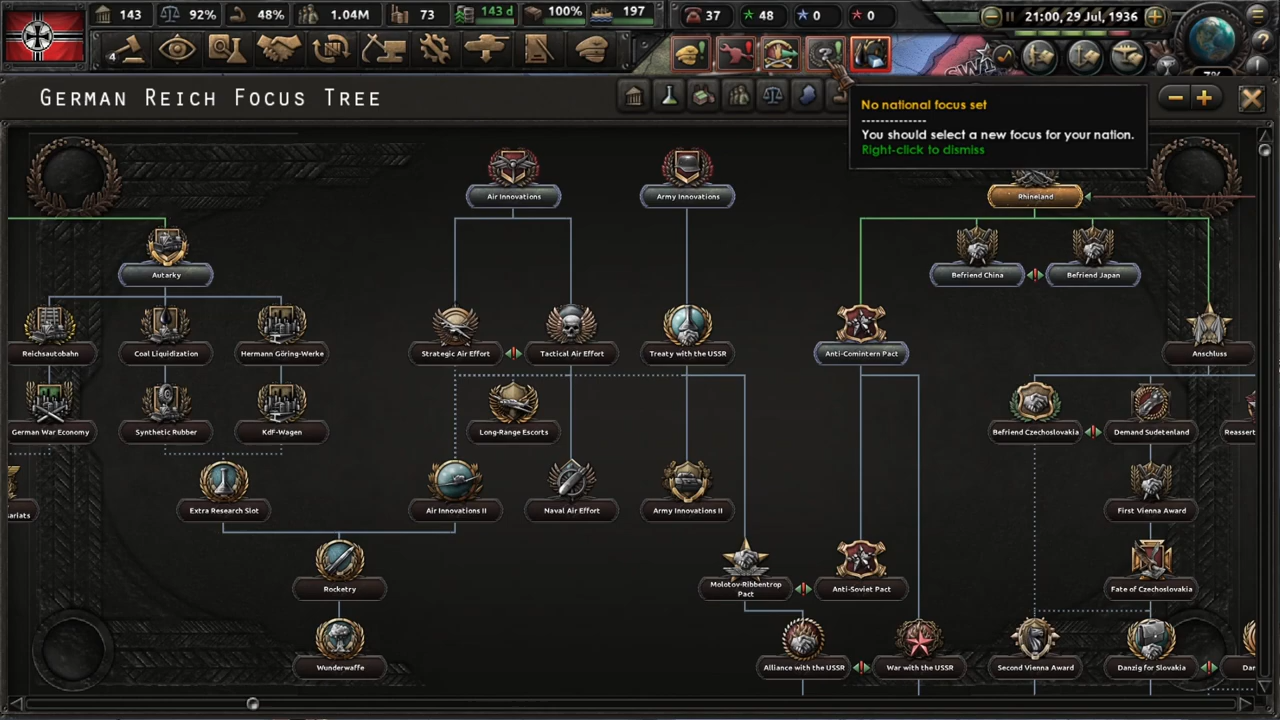 143
92%
48%
1.04M
73
143 d
100%
197
37
48
0
0
21:00, 29 Jul, 1936
4
German Reich Focus Tree
No national focus set
--------------
You should select a new focus for your nation.
Right-click to dismiss
Air Innovations
Army Innovations
Rhineland
Autarky
Befriend China
Befriend Japan
Reichsautobahn
Coal Liquidization
Hermann Göring-Werke
Strategic Air Effort
Tactical Air Effort
Treaty with the USSR
Anti-Comintern Pact
Anschluss
German War Economy
Synthetic Rubber
KdF-Wagen
Long-Range Escorts
Befriend Czechoslovakia
Demand Sudetenland
Reassert
ariats
Extra Research Slot
Air Innovations II
Naval Air Effort
Army Innovations II
First Vienna Award
Rocketry
Molotov-Ribbentrop
Pact
Anti-Soviet Pact
Fate of Czechoslovakia
Wunderwaffe
Alliance with the USSR
War with the USSR
Second Vienna Award
Danzig for Slovakia
Dan